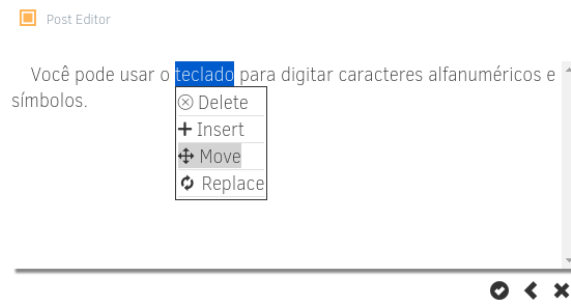 Post Editor
Você pode usar o teclado para digitar caracteres alfanuméricos e
símbolos.
Delete
Insert
Move
Replace